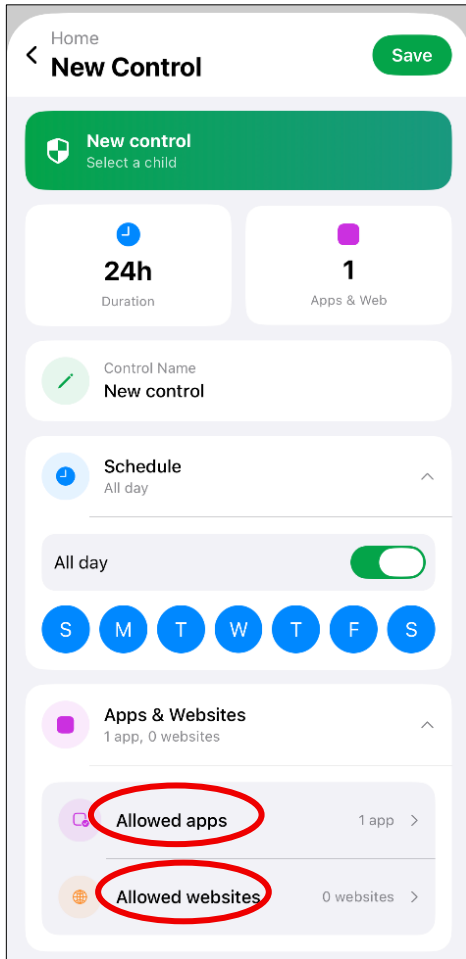 Home
New Control
Save
New control
Select a child
24h
Duration
1
Apps & Web
Control Name
New control
Schedule
All day
All day
S M T W T F S
Apps & Websites
1 app, 0 websites
Allowed apps 1 app
Allowed websites 0 websites